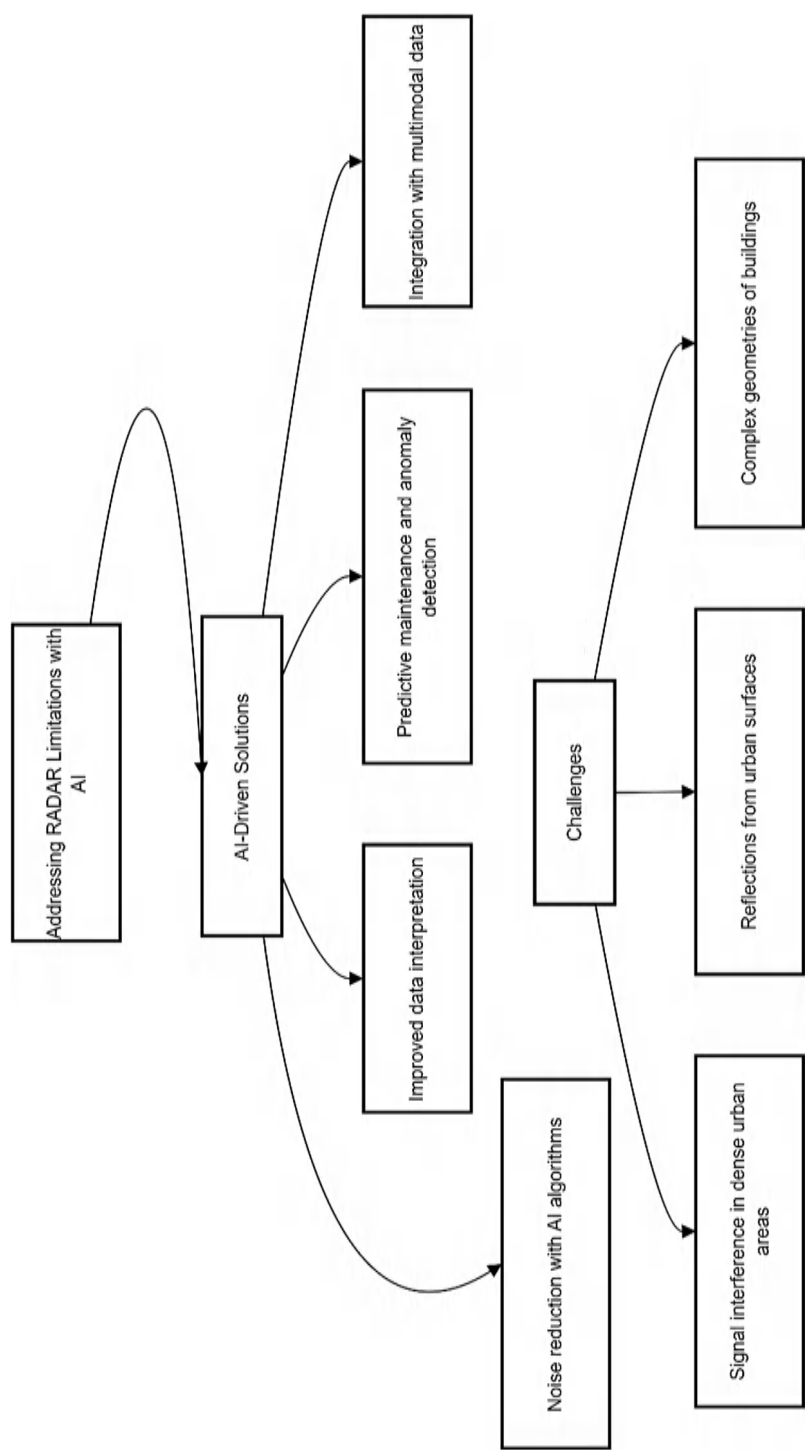 Addressing RADAR Limitations with
AI
AI-Driven Solutions
Noise reduction with AI algorithms
Improved data interpretation
Predictive maintenance and anomaly
detection
Integration with multimodal data
Challenges
Signal interference in dense urban
areas
Reflections from urban surfaces
Complex geometries of buildings